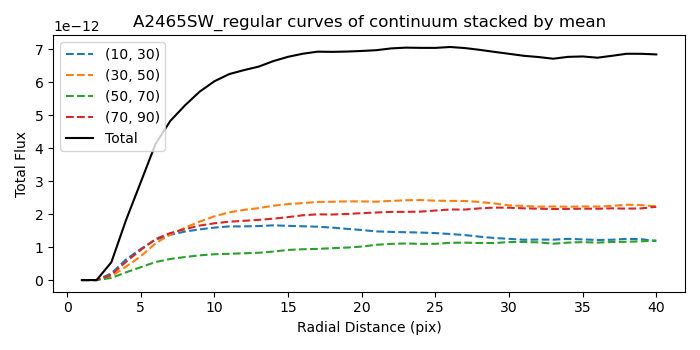 A2465SW_regular curves of continuum stacked by mean
1e−12
(10, 30)
(30, 50)
(50, 70)
(70, 90)
Total
Total Flux
7
6
5
4
3
2
1
0
0 5 10 15 20 25 30 35 40
Radial Distance (pix)